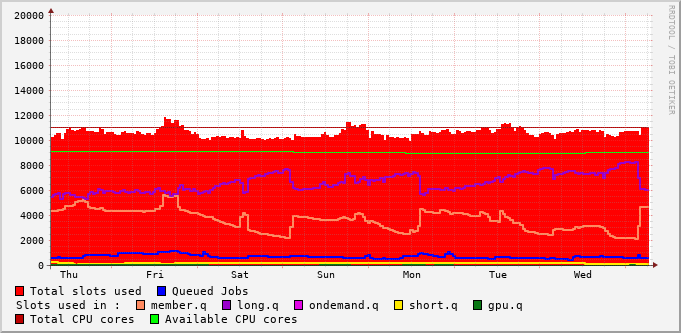 RRDTOOL / TOBI OETIKER
20000
18000
16000
14000
12000
11000
10000
8000
6000
4000
2000
0
Thu Fri Sat Sun Mon Tue Wed
Total slots used Queued Jobs
Slots used in : member.q long.q ondemand.q short.q gpu.q
Total CPU cores Available CPU cores